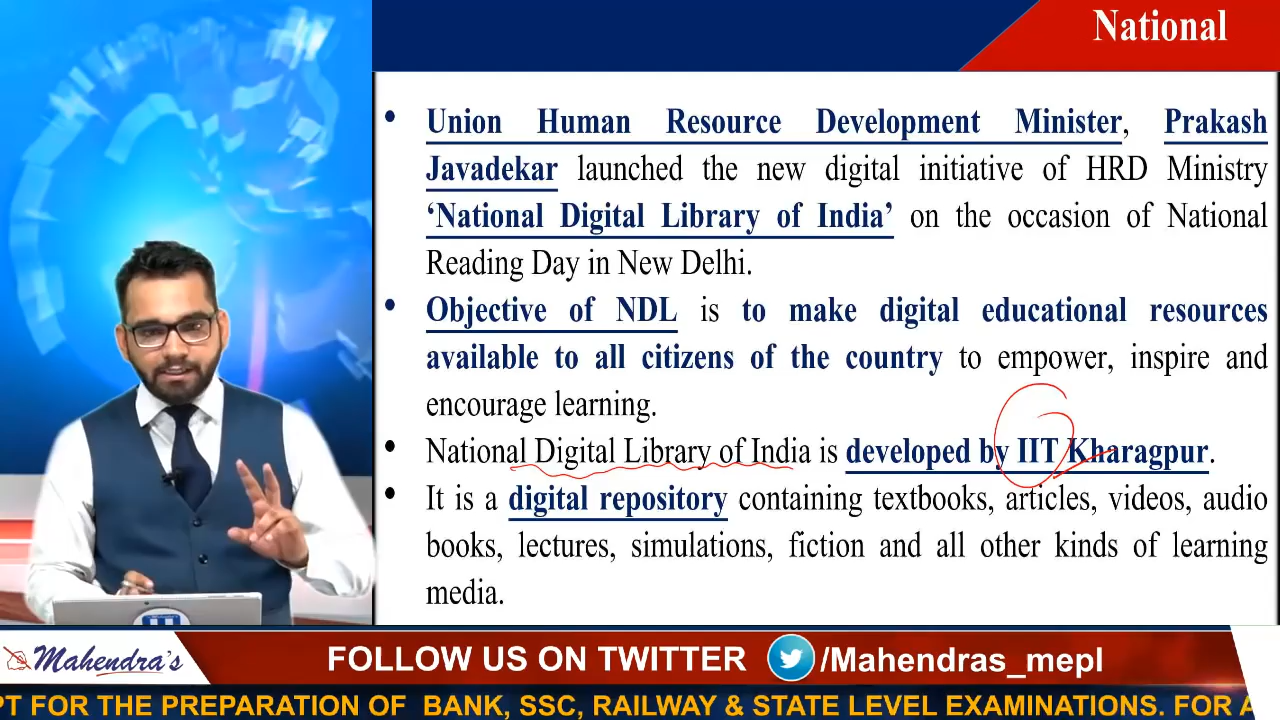 National
• Union Human Resource Development Minister, Prakash
Javadekar launched the new digital initiative of HRD Ministry
‘National Digital Library of India’ on the occasion of National
Reading Day in New Delhi.
• Objective of NDL is to make digital educational resources
available to all citizens of the country to empower, inspire and
encourage learning.
• National Digital Library of India is developed by IIT Kharagpur.
• It is a digital repository containing textbooks, articles, videos, audio
books, lectures, simulations, fiction and all other kinds of learning
media.
Mahendra's
FOLLOW US ON TWITTER /Mahendras_mepl
PT FOR THE PREPARATION OF BANK, SSC, RAILWAY & STATE LEVEL EXAMINATIONS. FOR A